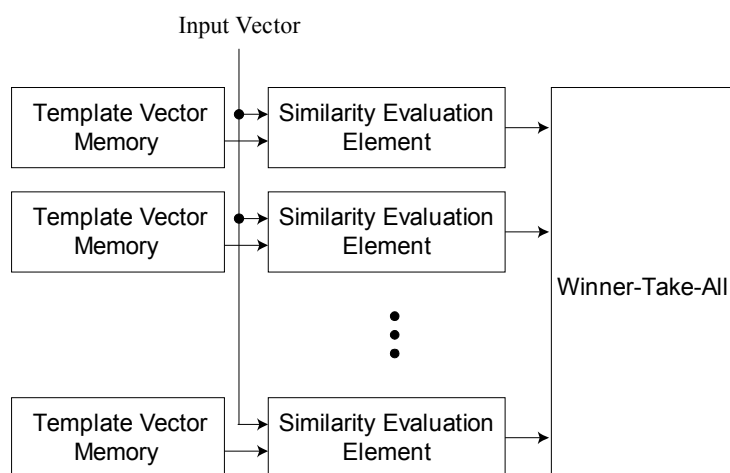 Input Vector
Template Vector
Memory
Similarity Evaluation
Element
Template Vector
Memory
Similarity Evaluation
Element
Winner-Take-All
Template Vector
Memory
Similarity Evaluation
Element